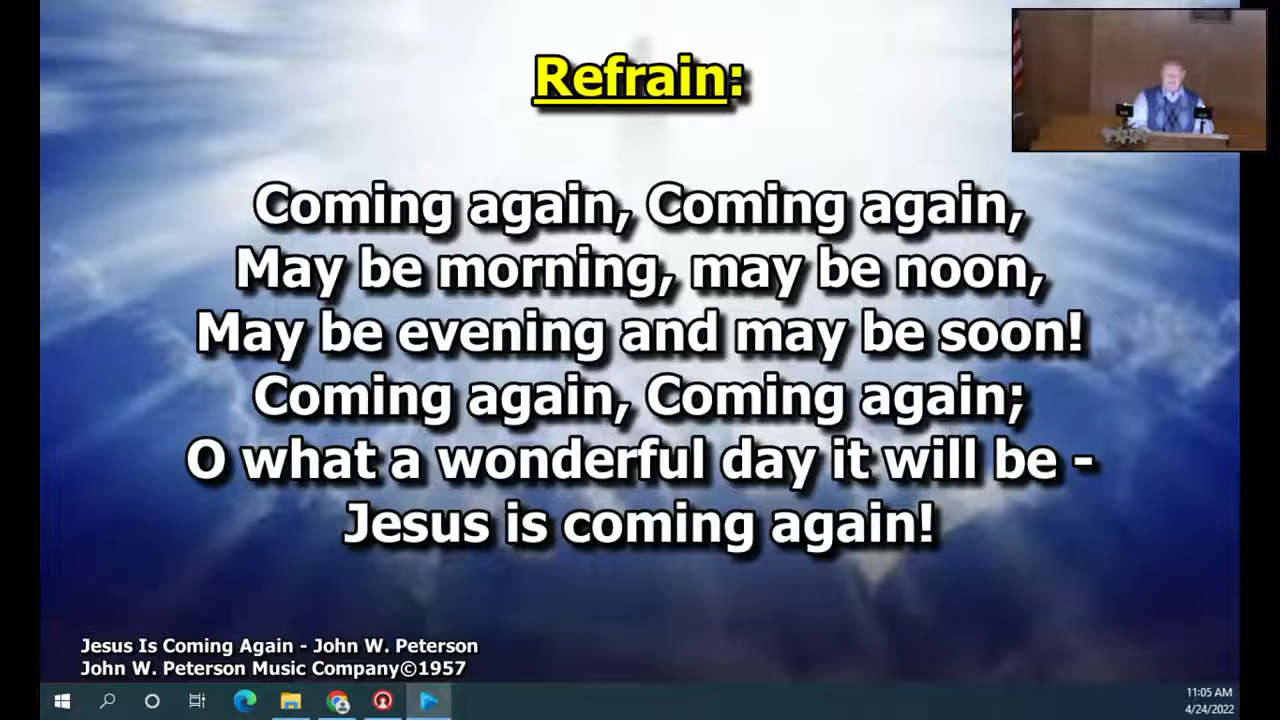 Refrain:
Coming again, Coming again,
May be morning, may be noon,
May be evening and may be soon!
Coming again, Coming again;
O what a wonderful day it will be -
Jesus is coming again!
Jesus Is Coming Again - John W. Peterson
John W. Peterson Music Company©1957
11:05 AM
4/24/2022